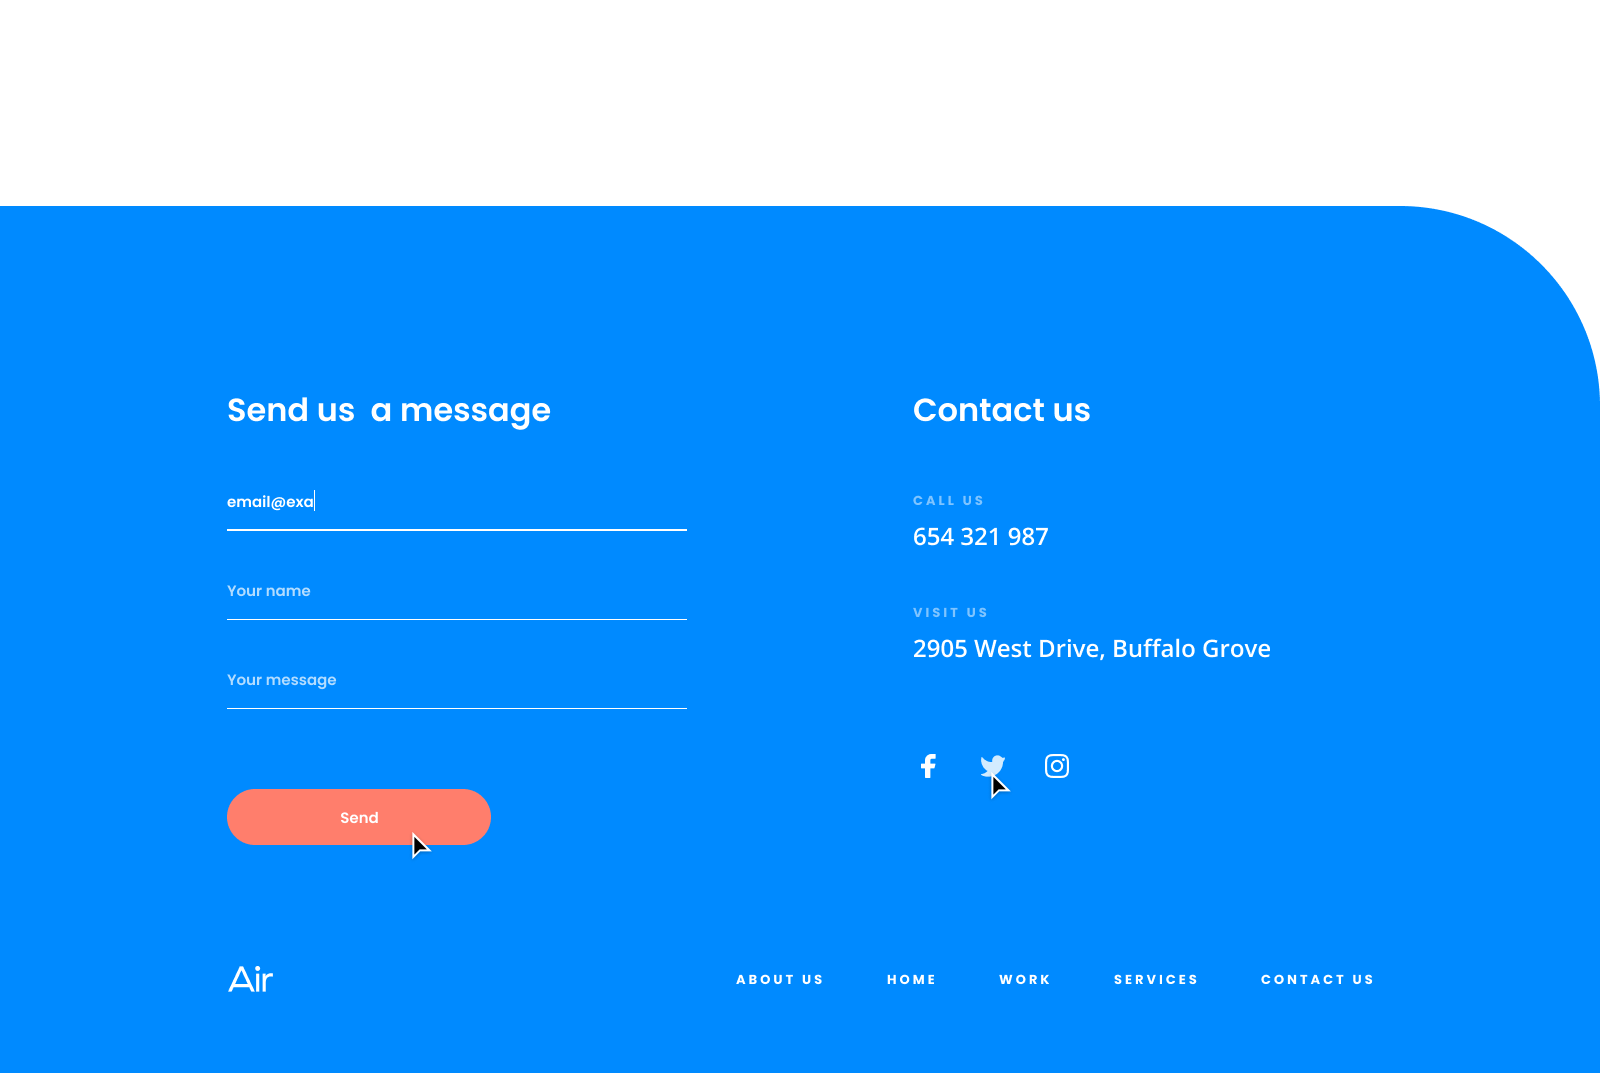 Send us  a message
email@exa
Your name
Your message
Send
Contact us
CALL US
654 321 987
VISIT US
2905 West Drive, Buffalo Grove
Air
ABOUT US
HOME
WORK
SERVICES
CONTACT US